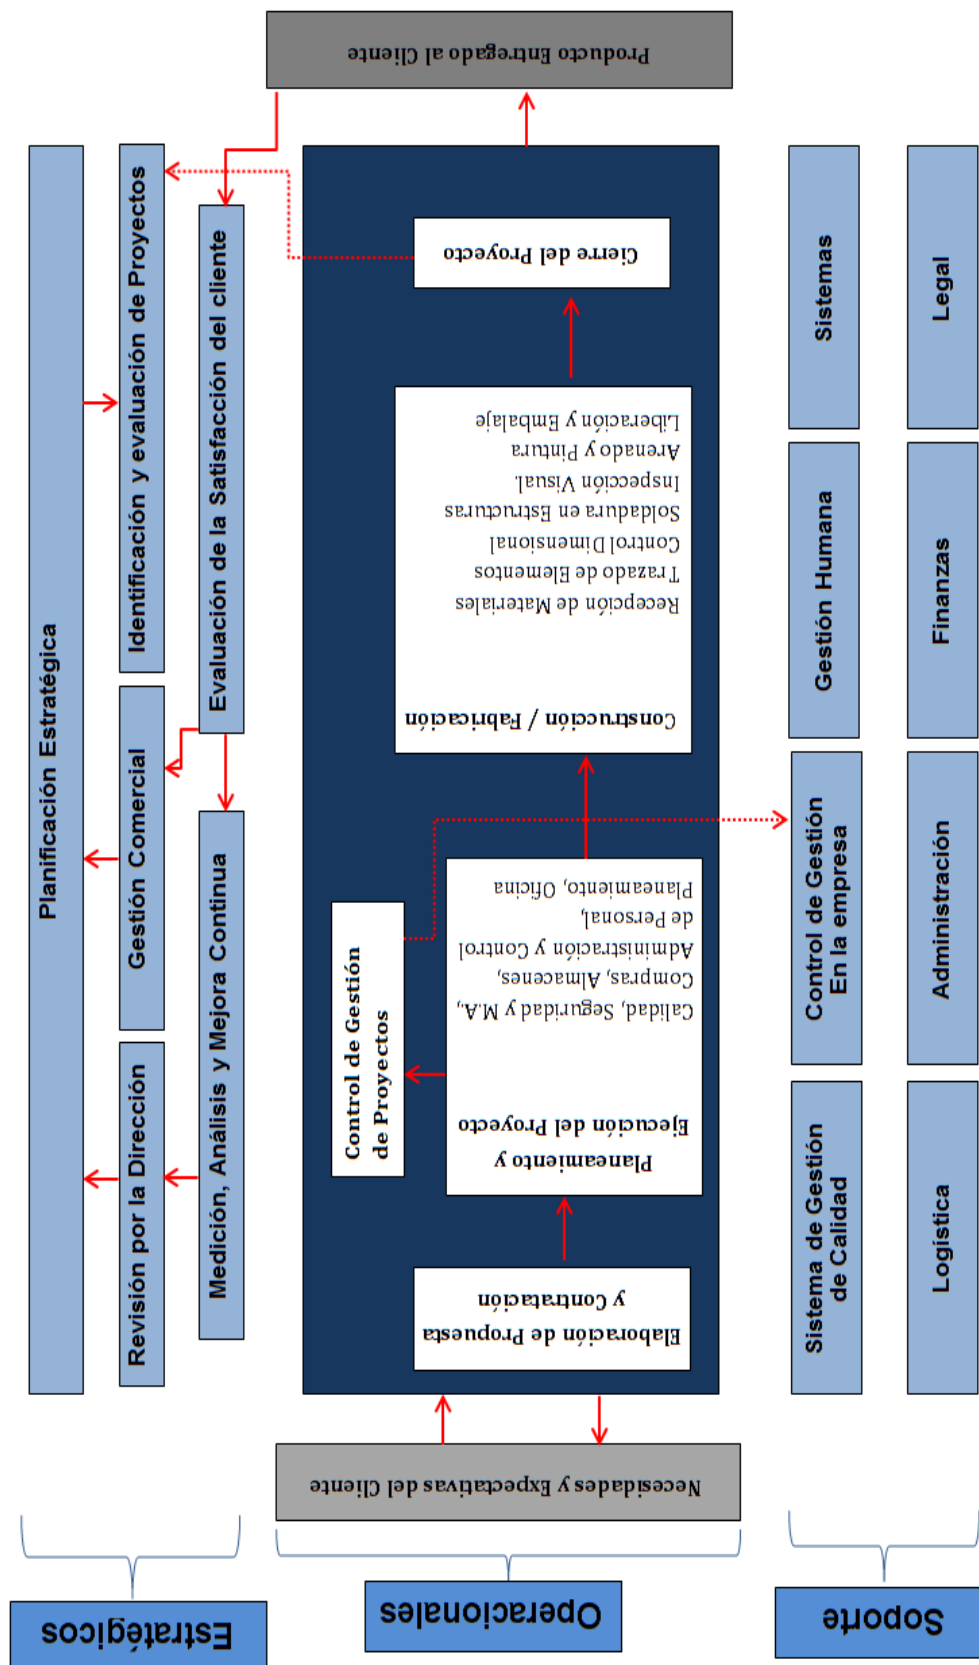 Estratégicos
Planificación Estratégica
Revisión por la Dirección
Gestión Comercial
Identificación y evaluación de Proyectos
Medición, Análisis y Mejora Continua
Evaluación de la Satisfacción del cliente
Operacionales
Necesidades y Expectativas del Cliente
Elaboración de Propuesta
y Contratación
Control de Gestión
de Proyectos
Planeamiento y
Ejecución del Proyecto
Calidad, Seguridad y M.A.,
Compras, Almacenes,
Administración y Control
de Personal,
Planeamiento, Oficina
Construcción / Fabricación
Recepción de Materiales
Trazado de Elementos
Control Dimensional
Soldadura en Estructuras
Inspección Visual.
Arenado y Pintura
Liberación y Embalaje
Cierre del Proyecto
Producto Entregado al Cliente
Soporte
Sistema de Gestión
de Calidad
Control de Gestión
En la empresa
Gestión Humana
Sistemas
Logística
Administración
Finanzas
Legal